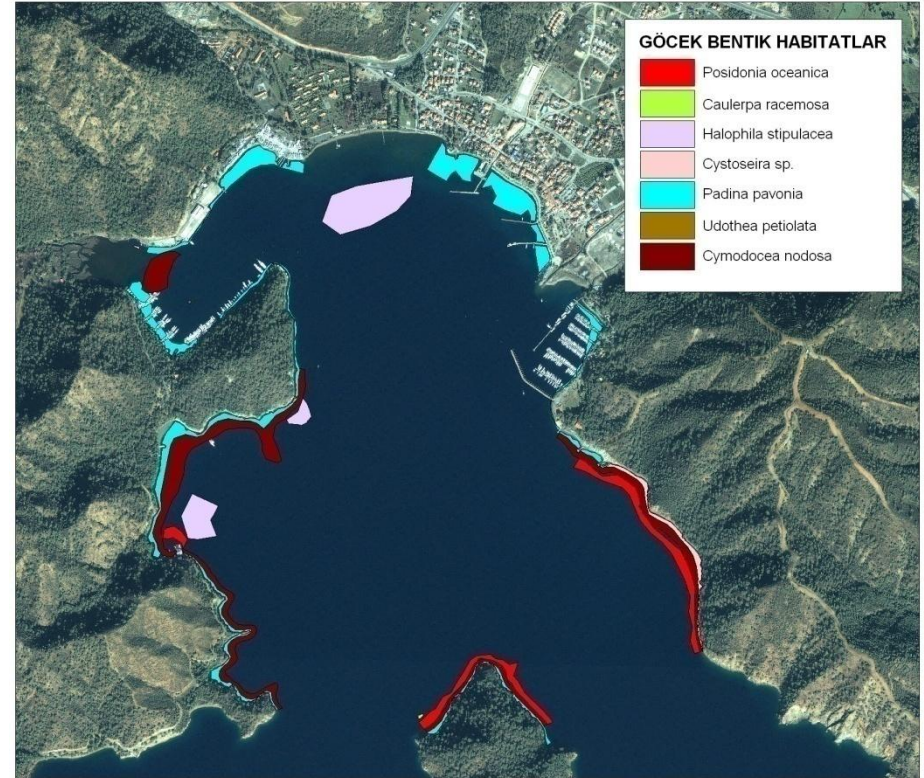 GÖCEK BENTIK HABITATLAR
Posidonia oceanica
Caulerpa racemosa
Halophila stipulacea
Cystoseira sp.
Padina pavonia
Udothea petiolata
Cymodocea nodosa